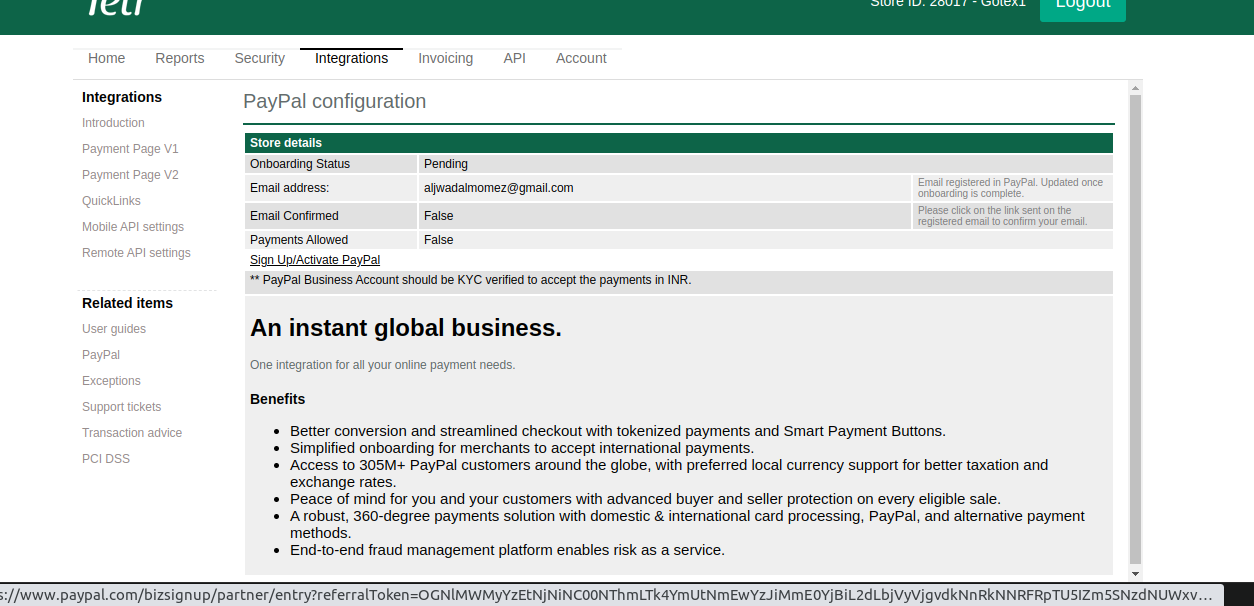 Store ID: 28017 - Gotex1
Logout
Home
Reports
Security
Integrations
Invoicing
API
Account
Integrations
Introduction
Payment Page V1
Payment Page V2
QuickLinks
Mobile API settings
Remote API settings
Related items
User guides
PayPal
Exceptions
Support tickets
Transaction advice
PCI DSS
PayPal configuration
Store details
Onboarding Status Pending
Email address: aljwadalmomez@gmail.com
Email registered in PayPal. Updated once
onboarding is complete.
Email Confirmed False
Please click on the link sent on the
registered email to confirm your email.
Payments Allowed False
Sign Up/Activate PayPal
** PayPal Business Account should be KYC verified to accept the payments in INR.
An instant global business.
One integration for all your online payment needs.
Benefits
Better conversion and streamlined checkout with tokenized payments and Smart Payment Buttons.
Simplified onboarding for merchants to accept international payments.
Access to 305M+ PayPal customers around the globe, with preferred local currency support for better taxation and
exchange rates.
Peace of mind for you and your customers with advanced buyer and seller protection on every eligible sale.
A robust, 360-degree payments solution with domestic & international card processing, PayPal, and alternative payment
methods.
End-to-end fraud management platform enables risk as a service.
s://www.paypal.com/bizsignup/partner/entry?referralToken=OGNlMWMyYzEtNjNiNC00NThmLTk4YmUtNmEwYzJiMmE0YjBiL2dLbjVyVjgvdkNnRkNNRFRpTU5IZm5SNzdNUWxv…